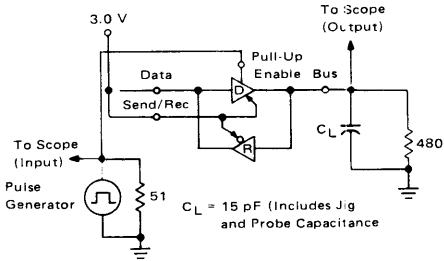 To Scope
(Output)
3.0 V
Pull-Up
Enable
Data
D
Bus
Send/Rec
R
CL
480
To Scope
(Input)
Pulse
Generator
51
CL = 15 pF (Includes Jig
and Probe Capacitance